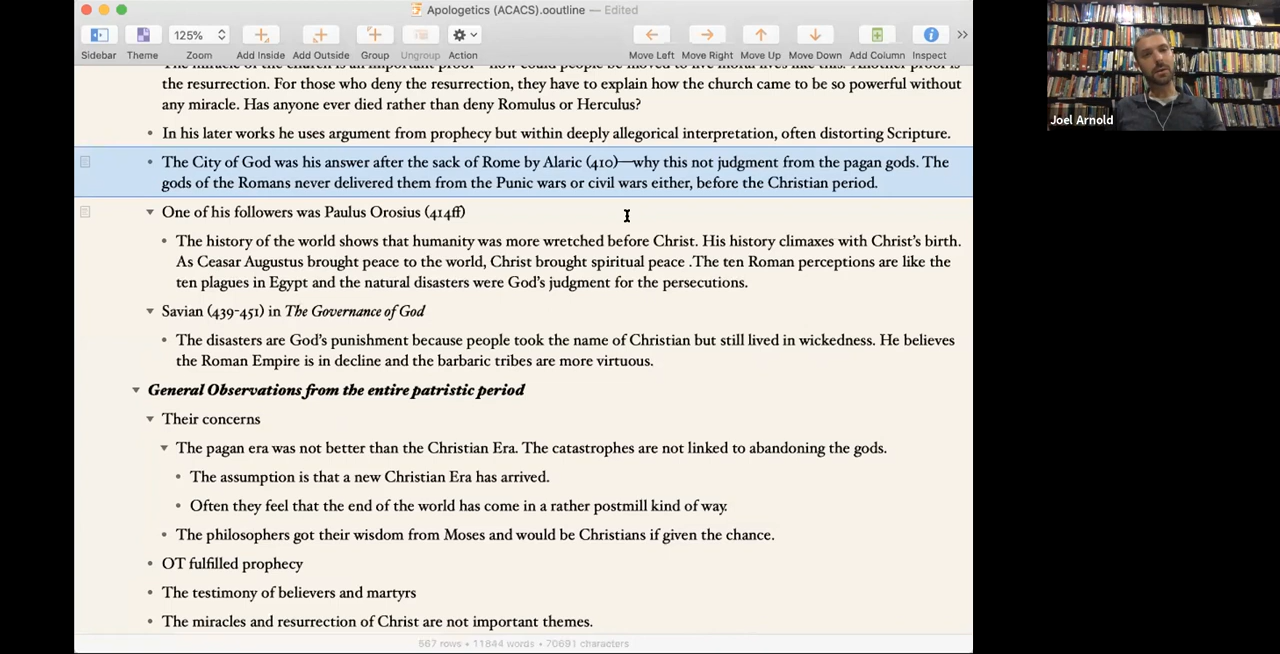 Apologetics (ACACS).ooutline — Edited
125%
Sidebar Theme Zoom Add Inside Add Outside Group Ungroup Action Move Left Move Right Move Up Move Down Add Column Inspect
the resurrection. For those who deny the resurrection, they have to explain how the church came to be so powerful without
any miracle. Has anyone ever died rather than deny Romulus or Herculus?
• In his later works he uses argument from prophecy but within deeply allegorical interpretation, often distorting Scripture.
• The City of God was his answer after the sack of Rome by Alaric (410)—why this not judgment from the pagan gods. The
gods of the Romans never delivered them from the Punic wars or civil wars either, before the Christian period.
One of his followers was Paulus Orosius (414ff)
• The history of the world shows that humanity was more wretched before Christ. His history climaxes with Christ's birth.
As Ceasar Augustus brought peace to the world, Christ brought spiritual peace .The ten Roman perceptions are like the
ten plagues in Egypt and the natural disasters were God's judgment for the persecutions.
Savian (439-451) in The Governance of God
• The disasters are God's punishment because people took the name of Christian but still lived in wickedness. He believes
the Roman Empire is in decline and the barbaric tribes are more virtuous.
General Observations from the entire patristic period
Their concerns
The pagan era was not better than the Christian Era. The catastrophes are not linked to abandoning the gods.
• The assumption is that a new Christian Era has arrived.
• Often they feel that the end of the world has come in a rather postmill kind of way.
• The philosophers got their wisdom from Moses and would be Christians if given the chance.
• OT fulfilled prophecy
• The testimony of believers and martyrs
• The miracles and resurrection of Christ are not important themes.
567 rows • 11844 words • 70691 characters
Joel Arnold